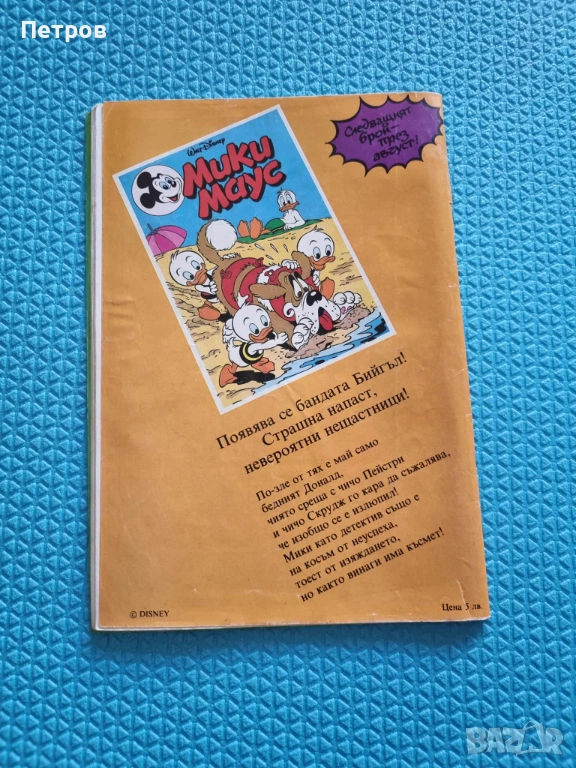 Петров
Следващият
брой –
през
август!
Walt Disney
Мики
Маус
Появява се бандата Бийгъл!
Страшна напаст,
невероятни нещастници!
По-зле от тях е май само
бедният Доналд,
чиято среща с чичо Пейстри
и чичо Скрудж го кара да съжалява,
че изобщо се е излюпил!
Мики като детектив също е
на косъм от неуспеха,
тоест от изяждането,
но както винаги има късмет!
© DISNEY
Цена 5 лв.
BAZAR